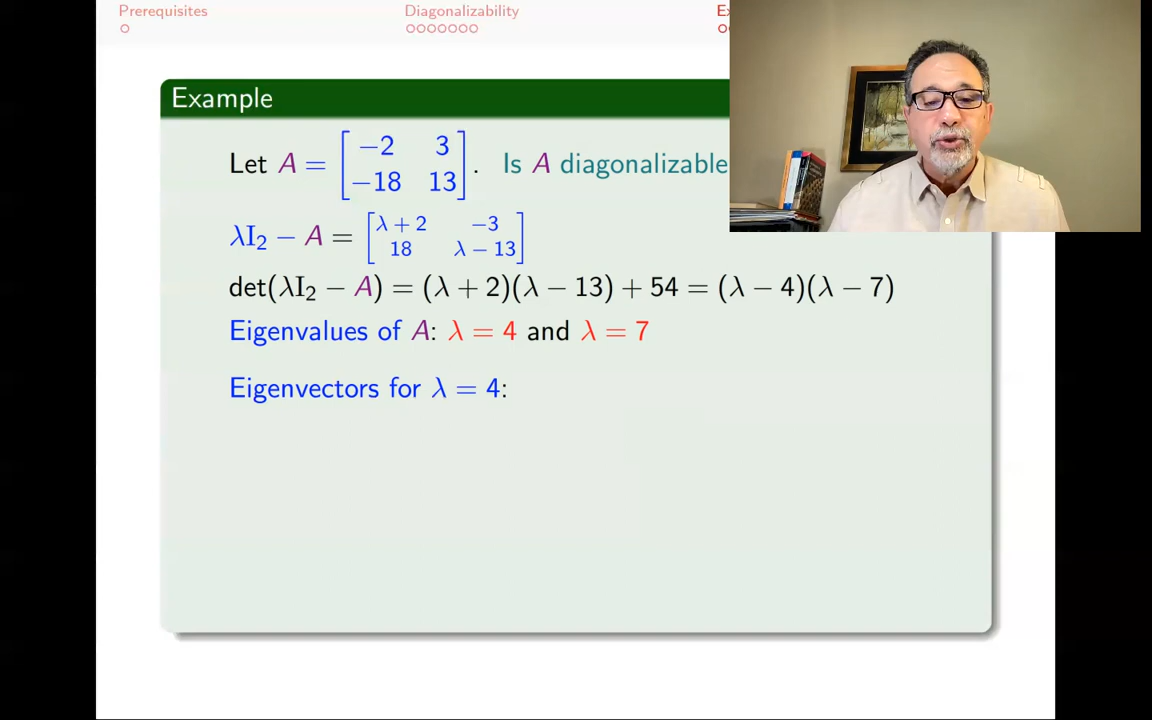 Prerequisites
Diagonalizability
Example
Let A = [−2 3; −18 13]. Is A diagonalizable
λI₂ − A = [λ + 2 −3; 18 λ − 13]
det(λI₂ − A) = (λ + 2)(λ − 13) + 54 = (λ − 4)(λ − 7)
Eigenvalues of A: λ = 4 and λ = 7
Eigenvectors for λ = 4: